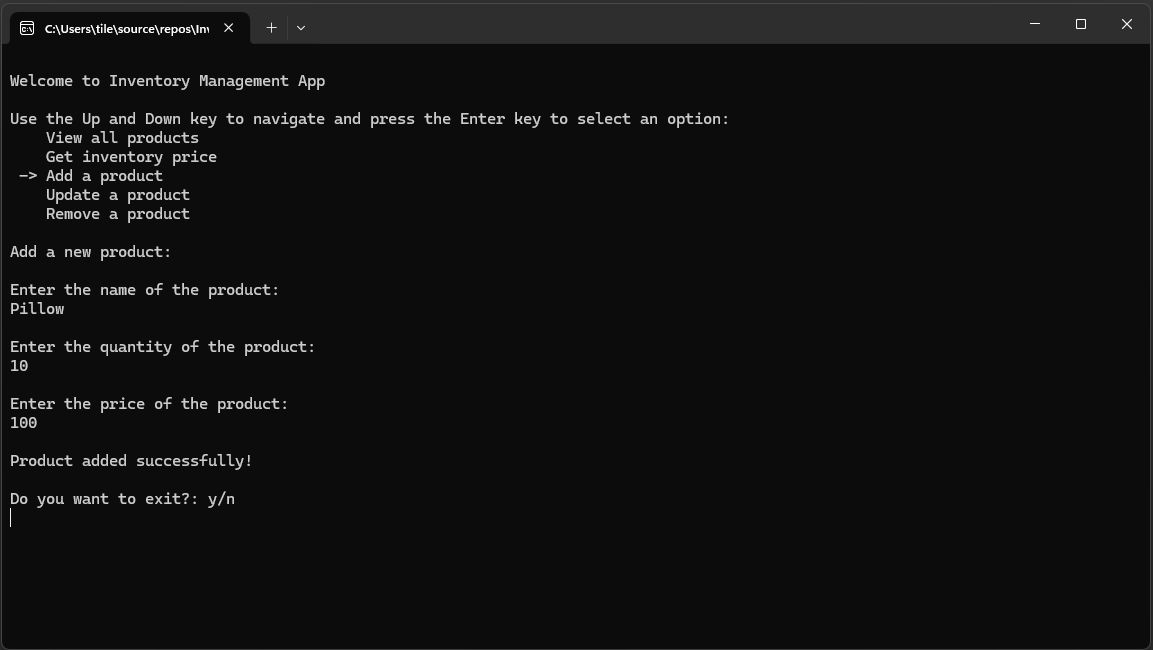 C:\Users\tile\source\repos\Inv
Welcome to Inventory Management App
Use the Up and Down key to navigate and press the Enter key to select an option:
View all products
Get inventory price
-> Add a product
Update a product
Remove a product
Add a new product:
Enter the name of the product:
Pillow
Enter the quantity of the product:
10
Enter the price of the product:
100
Product added successfully!
Do you want to exit?: y/n